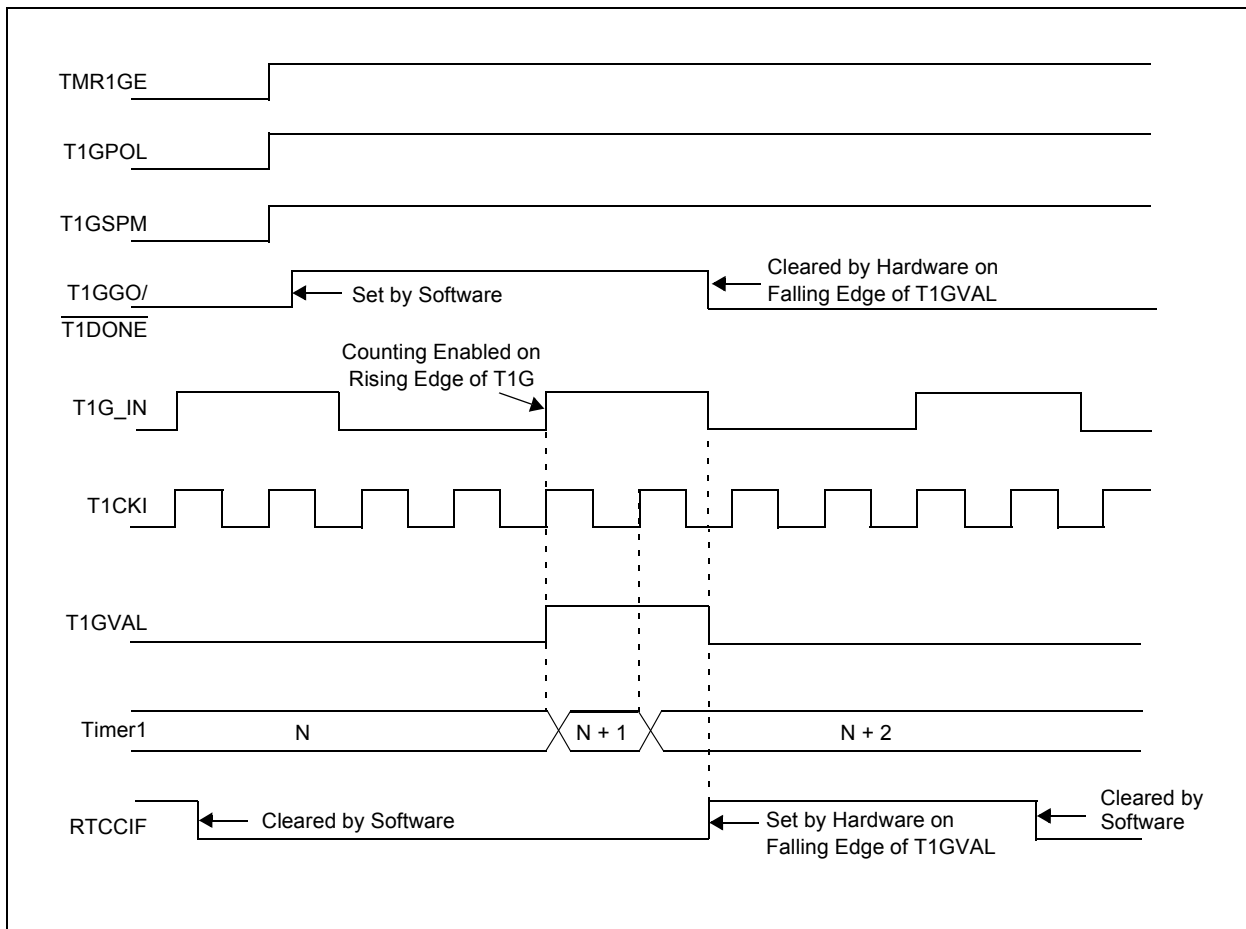 TMR1GE
T1GPOL
T1GSPM
T1GGO/
T1DONE
Set by Software
Cleared by Hardware on
Falling Edge of T1GVAL
Counting Enabled on
Rising Edge of T1G
T1G_IN
T1CKI
T1GVAL
Timer1
N
N + 1
N + 2
RTCCIF
Cleared by Software
Set by Hardware on
Falling Edge of T1GVAL
Cleared by
Software